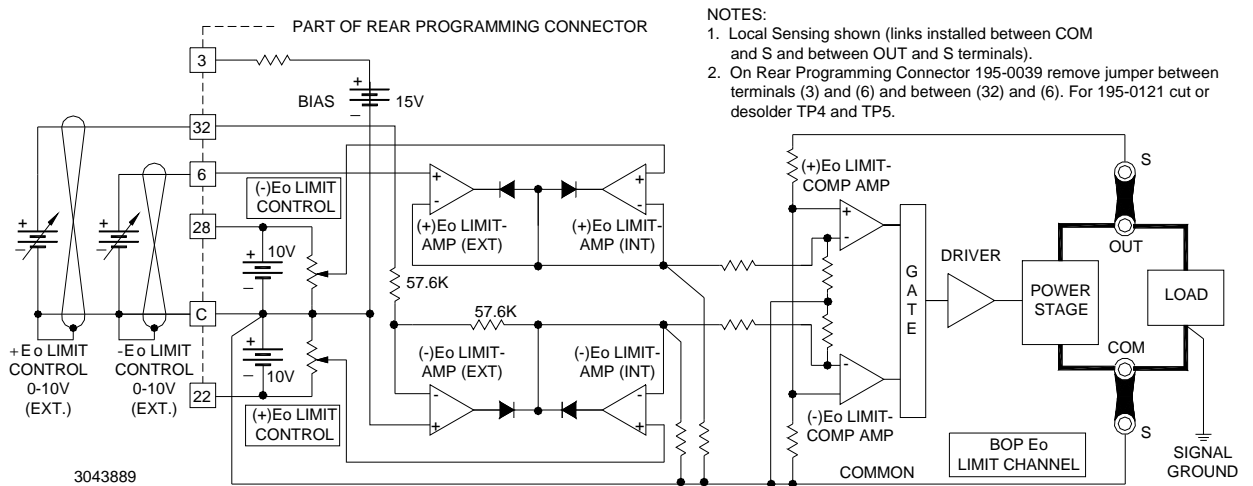 PART OF REAR PROGRAMMING CONNECTOR
NOTES:
1. Local Sensing shown (links installed between COM
and S and between OUT and S terminals).
2. On Rear Programming Connector 195-0039 remove jumper between
terminals (3) and (6) and between (32) and (6). For 195-0121 cut or
desolder TP4 and TP5.
3
+
BIAS
15V
–
32
6
28
C
22
+
–
+
–
+Eo LIMIT
CONTROL
0-10V
(EXT.)
-Eo LIMIT
CONTROL
0-10V
(EXT.)
(-)Eo LIMIT
CONTROL
10V
+
–
+
–
10V
(+)Eo LIMIT
CONTROL
57.6K
57.6K
+
-
(+)Eo LIMIT-
AMP (EXT)
+
-
(+)Eo LIMIT-
AMP (INT)
(-)Eo LIMIT-
AMP (EXT)
-
+
(-)Eo LIMIT-
AMP (INT)
-
+
(+)Eo LIMIT-
COMP AMP
+
-
-
+
(-)Eo LIMIT-
COMP AMP
GATE
DRIVER
POWER
STAGE
S
OUT
LOAD
COM
S
SIGNAL
GROUND
BOP Eo
LIMIT CHANNEL
COMMON
3043889